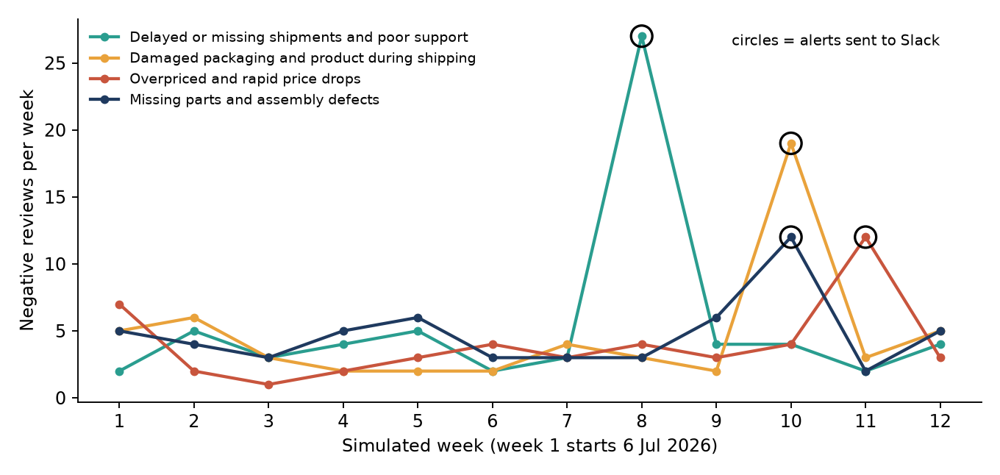 Delayed or missing shipments and poor support
circles = alerts sent to Slack
Damaged packaging and product during shipping
Overpriced and rapid price drops
Missing parts and assembly defects
Negative reviews per week
25
20
15
10
5
0
1 2 3 4 5 6 7 8 9 10 11 12
Simulated week (week 1 starts 6 Jul 2026)